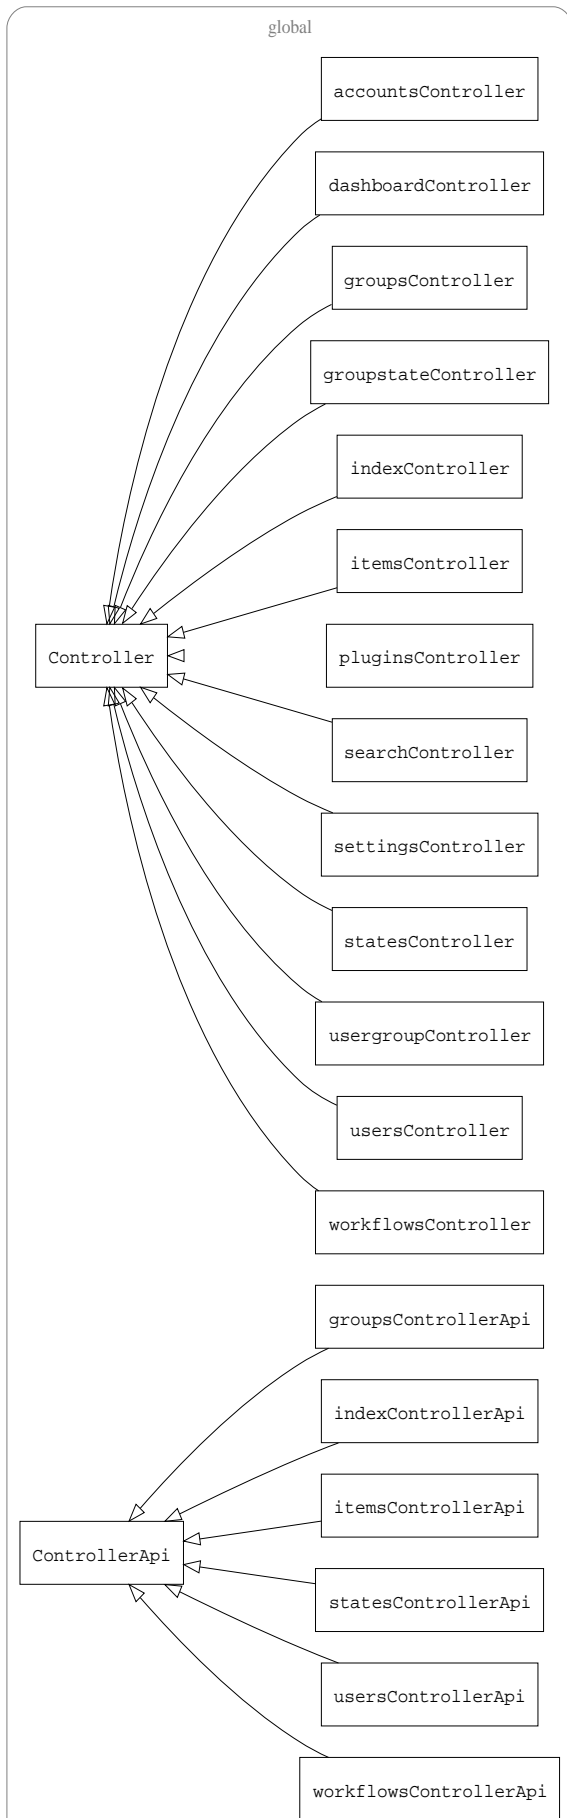 global
accountsController
dashboardController
groupsController
groupstateController
indexController
itemsController
Controller
pluginsController
searchController
settingsController
statesController
usergroupController
usersController
workflowsController
groupsControllerApi
indexControllerApi
itemsControllerApi
ControllerApi
statesControllerApi
usersControllerApi
workflowsControllerApi